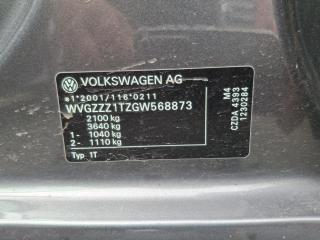 VOLKSWAGEN AG
*1*2001/116*0211
WVGZZZ1TZGW568873
2100 kg
3640 kg
1- 1040 kg
2- 1110 kg
Typ 1T
M4
CZDA 4393
1230284